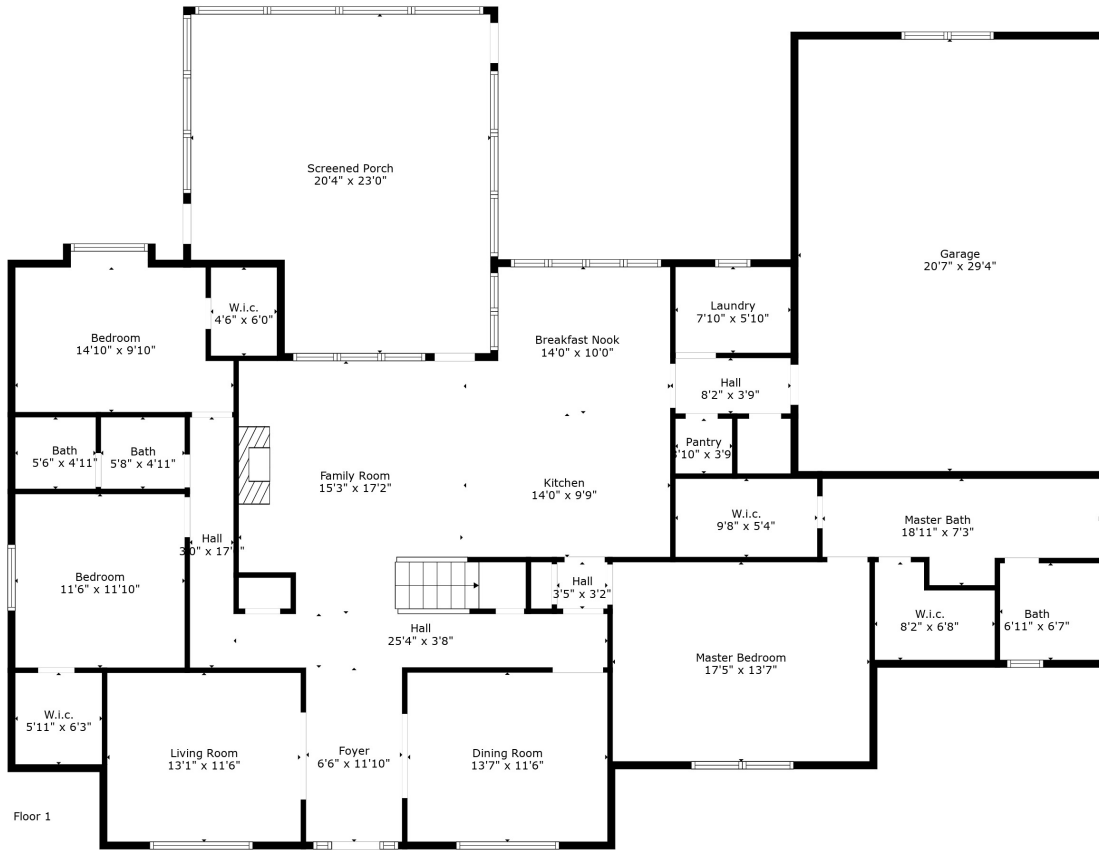 Screened Porch
20'4" x 23'0"
Garage
20'7" x 29'4"
W.i.c.
4'6" x 6'0"
Laundry
7'10" x 5'10"
Bedroom
14'10" x 9'10"
Breakfast Nook
14'0" x 10'0"
Hall
8'2" x 3'9"
Bath
5'6" x 4'11"
Bath
5'8" x 4'11"
Pantry
3'10" x 3'9"
Family Room
15'3" x 17'2"
Kitchen
14'0" x 9'9"
W.i.c.
9'8" x 5'4"
Master Bath
18'11" x 7'3"
Hall
3'0" x
Bedroom
11'6" x 11'10"
Hall
3'5" x 3'2"
W.i.c.
8'2" x 6'8"
Bath
6'11" x 6'7"
Hall
25'4" x 3'8"
Master Bedroom
17'5" x 13'7"
W.i.c.
5'11" x 6'3"
Living Room
13'1" x 11'6"
Foyer
6'6" x 11'10"
Dining Room
13'7" x 11'6"
Floor 1